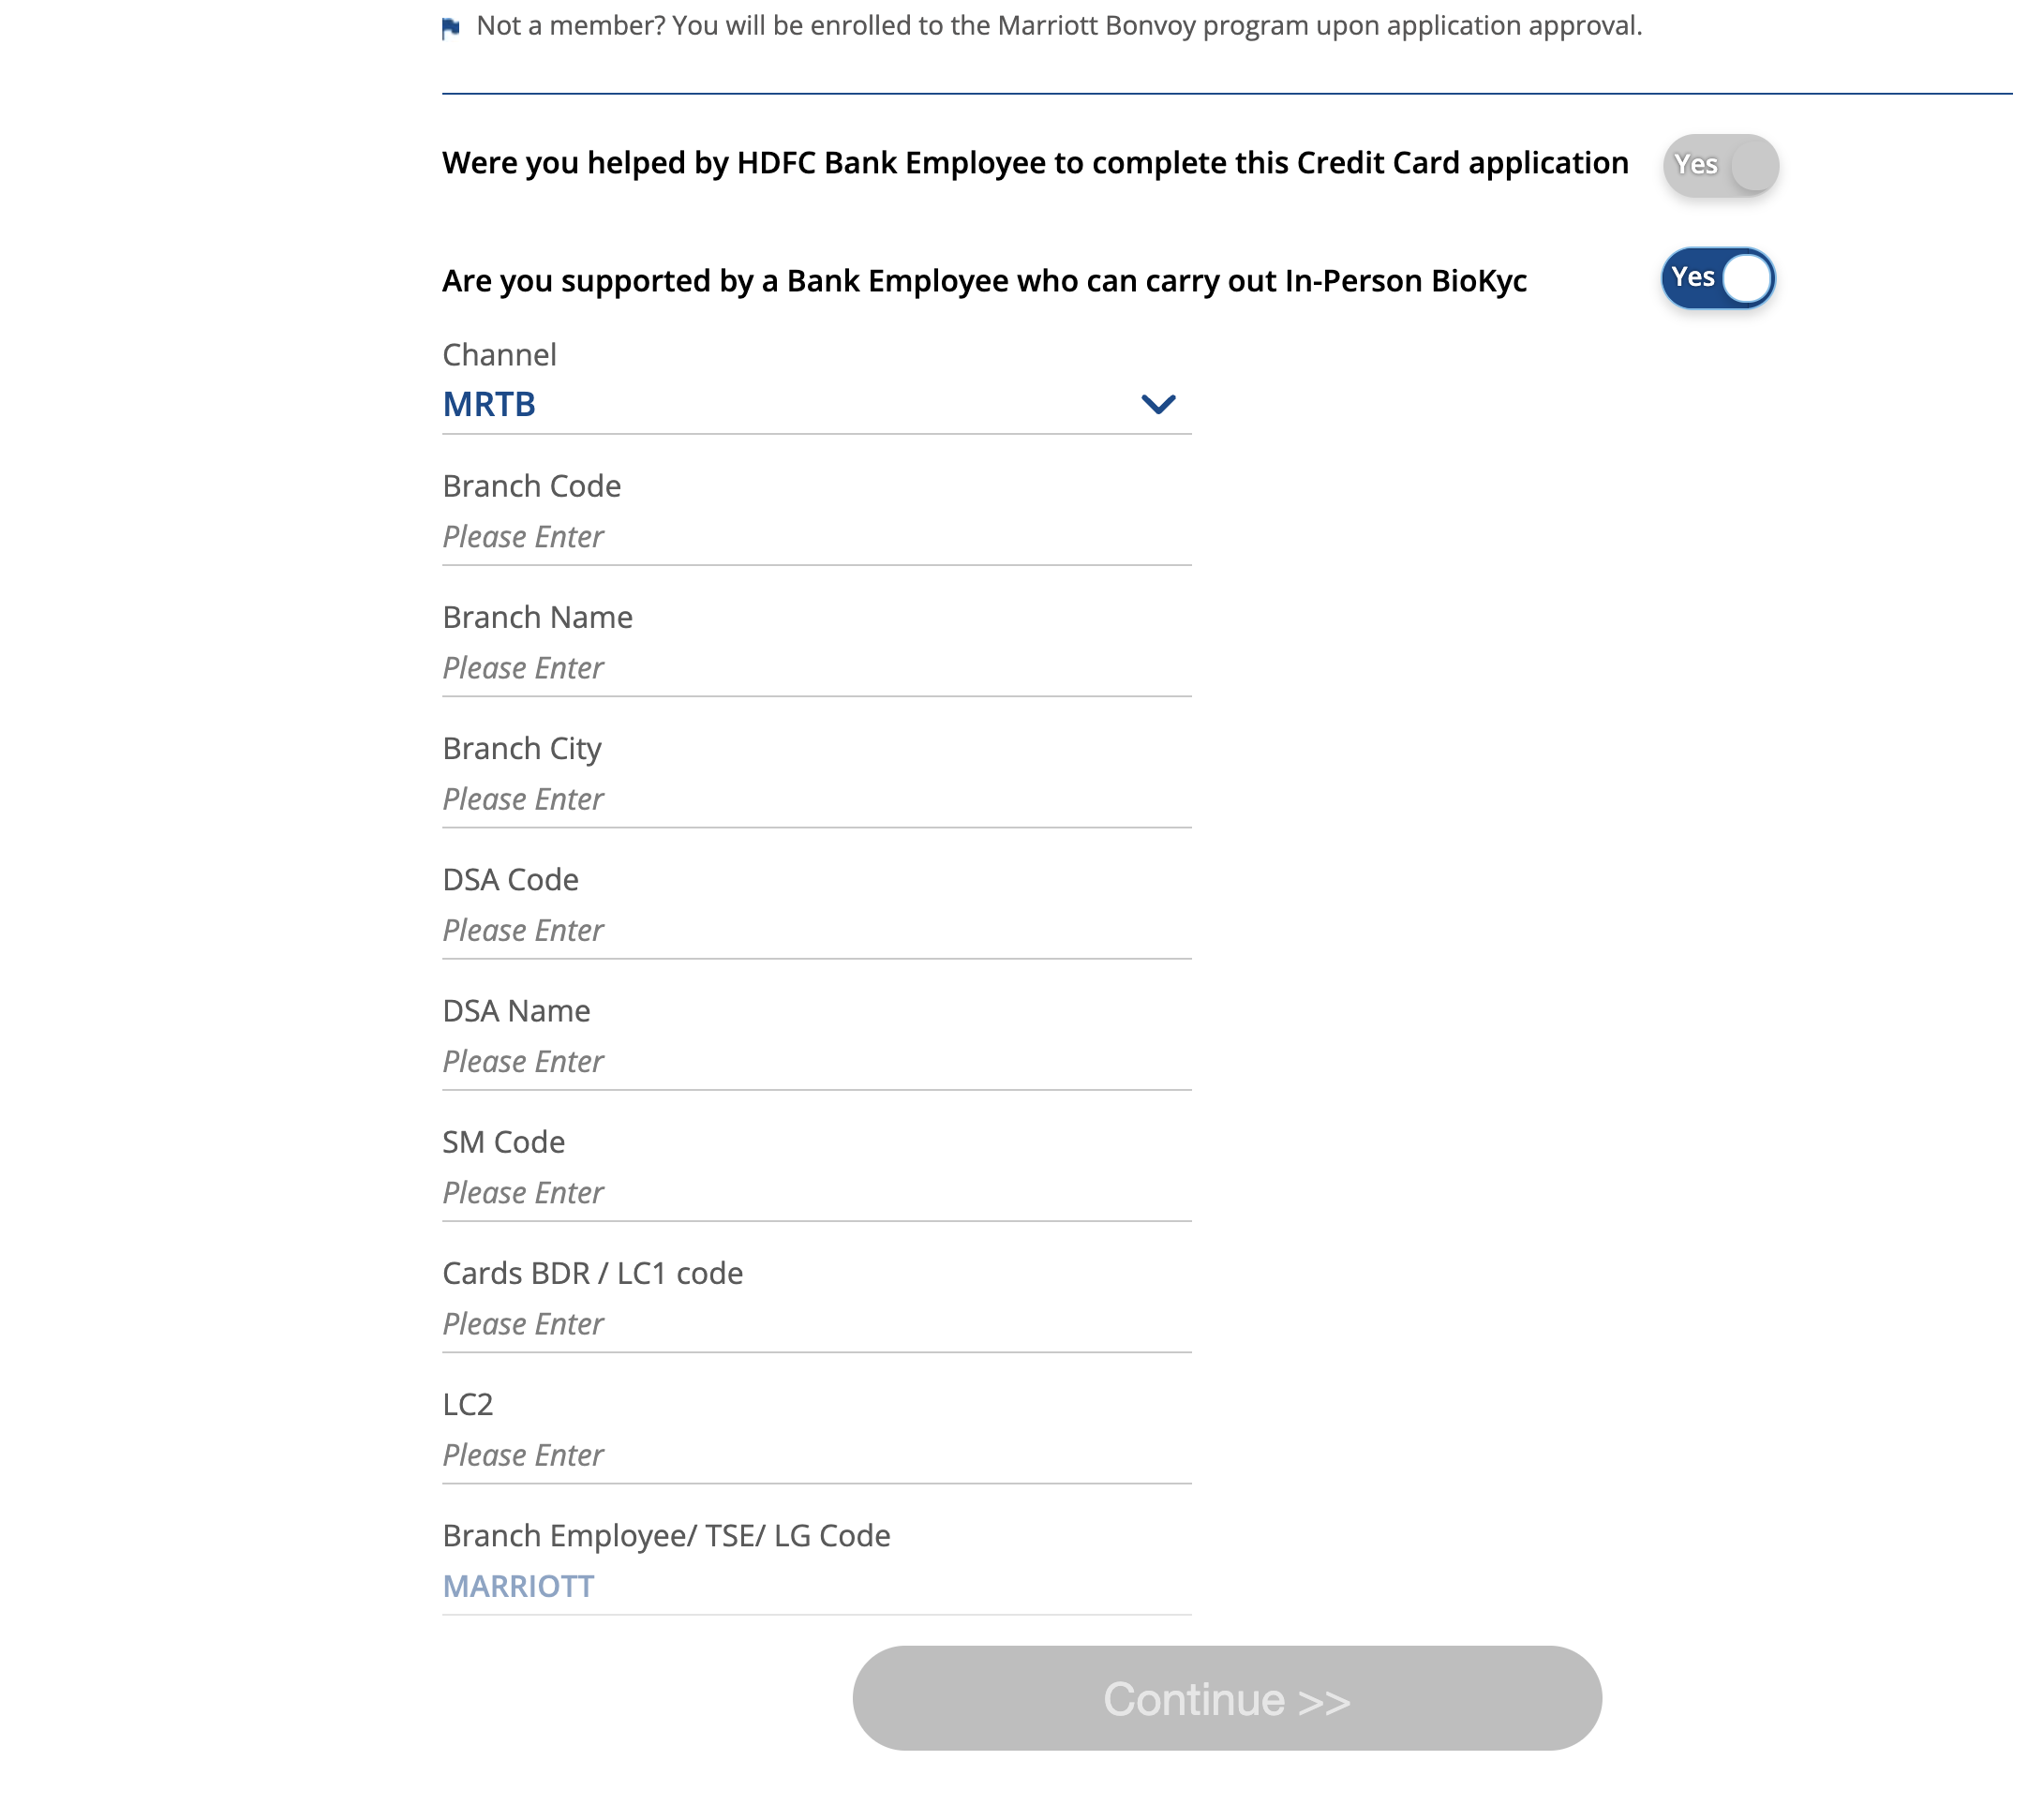 Not a member? You will be enrolled to the Marriott Bonvoy program upon application approval.
Were you helped by HDFC Bank Employee to complete this Credit Card application
Yes
Are you supported by a Bank Employee who can carry out In-Person BioKyc
Yes
Channel
MRTB
Branch Code
Please Enter
Branch Name
Please Enter
Branch City
Please Enter
DSA Code
Please Enter
DSA Name
Please Enter
SM Code
Please Enter
Cards BDR / LC1 code
Please Enter
LC2
Please Enter
Branch Employee/ TSE/ LG Code
MARRIOTT
Continue >>